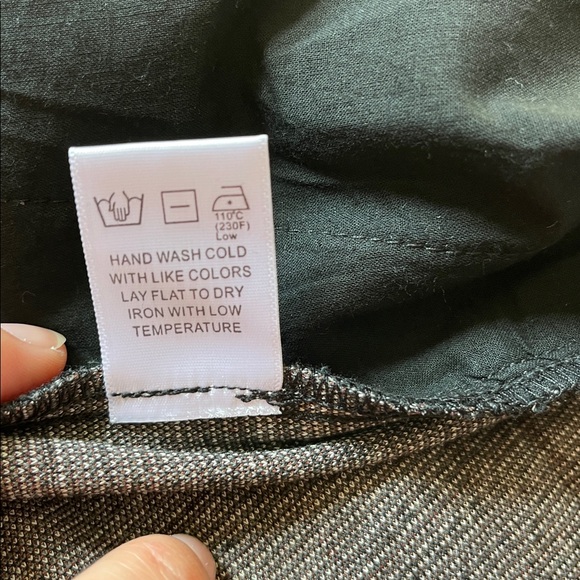 110°C
(230F)
Low
HAND WASH COLD
WITH LIKE COLORS
LAY FLAT TO DRY
IRON WITH LOW
TEMPERATURE